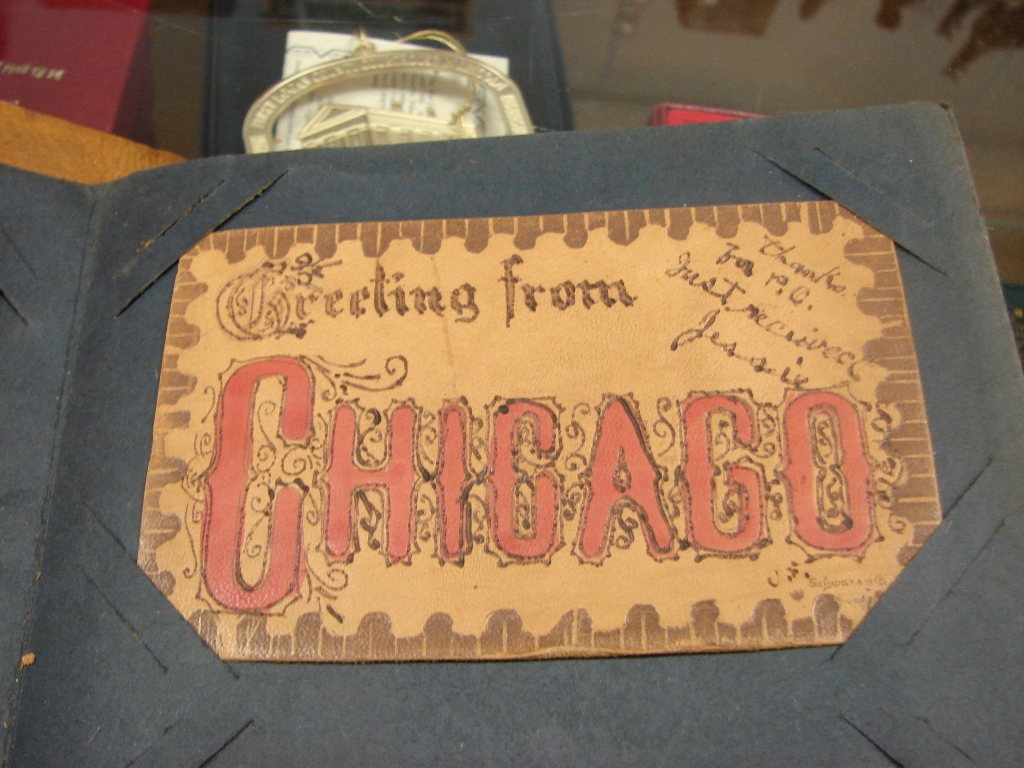 Greeting from
thanks
for P.C.
Just received
Jessie
CHICAGO